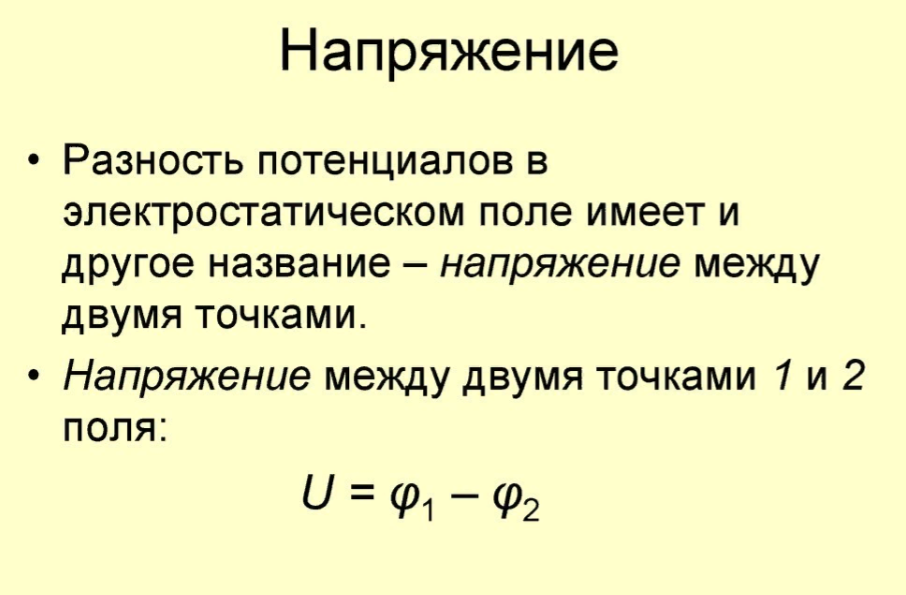 Напряжение
• Разность потенциалов в
электростатическом поле имеет и
другое название – напряжение между
двумя точками.
• Напряжение между двумя точками 1 и 2
поля:
U = φ₁ – φ₂